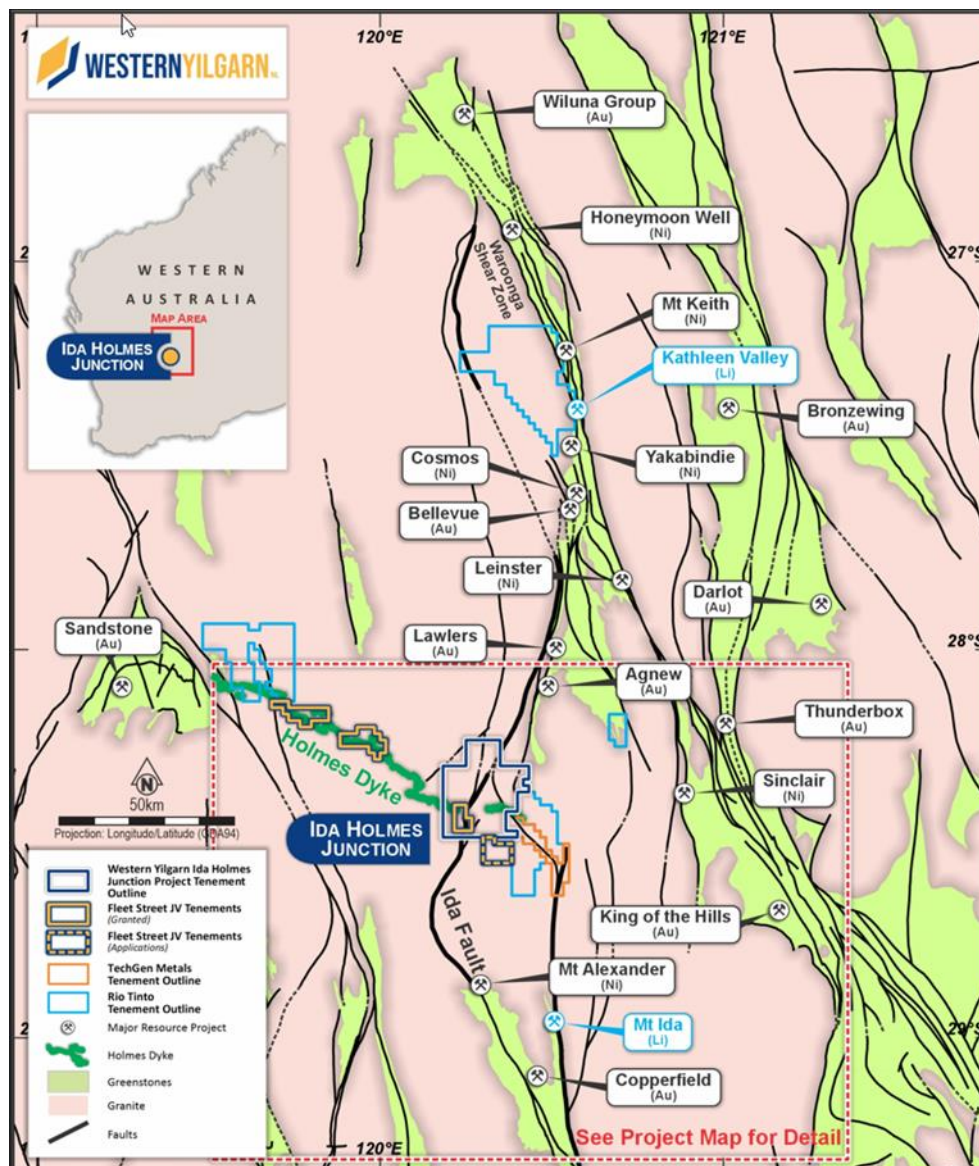 120°E
121°E
WESTERNYILGARN NL
WESTERN
AUSTRALIA
MAP AREA
IDA HOLMES
JUNCTION
Wiluna Group
(Au)
Honeymoon Well
(Ni)
27°S
Waroonga
Shear Zone
Mt Keith
(Ni)
Kathleen Valley
(Li)
Bronzewing
(Au)
Cosmos
(Ni)
Yakabindie
(Ni)
Bellevue
(Au)
Leinster
(Ni)
Darlot
(Au)
Sandstone
(Au)
Lawlers
(Au)
28°S
Agnew
(Au)
Thunderbox
(Au)
Holmes Dyke
Sinclair
(Ni)
N
50km
Projection: Longitude/Latitude (GDA94)
IDA HOLMES
JUNCTION
Ida Fault
King of the Hills
(Au)
Mt Alexander
(Ni)
Mt Ida
(Li)
29°S
Copperfield
(Au)
Western Yilgarn Ida Holmes
Junction Project Tenement
Outline
Fleet Street JV Tenements
(Granted)
Fleet Street JV Tenements
(Applications)
TechGen Metals
Tenement Outline
Rio Tinto
Tenement Outline
Major Resource Project
Holmes Dyke
Greenstones
Granite
Faults
120°E
See Project Map for Detail